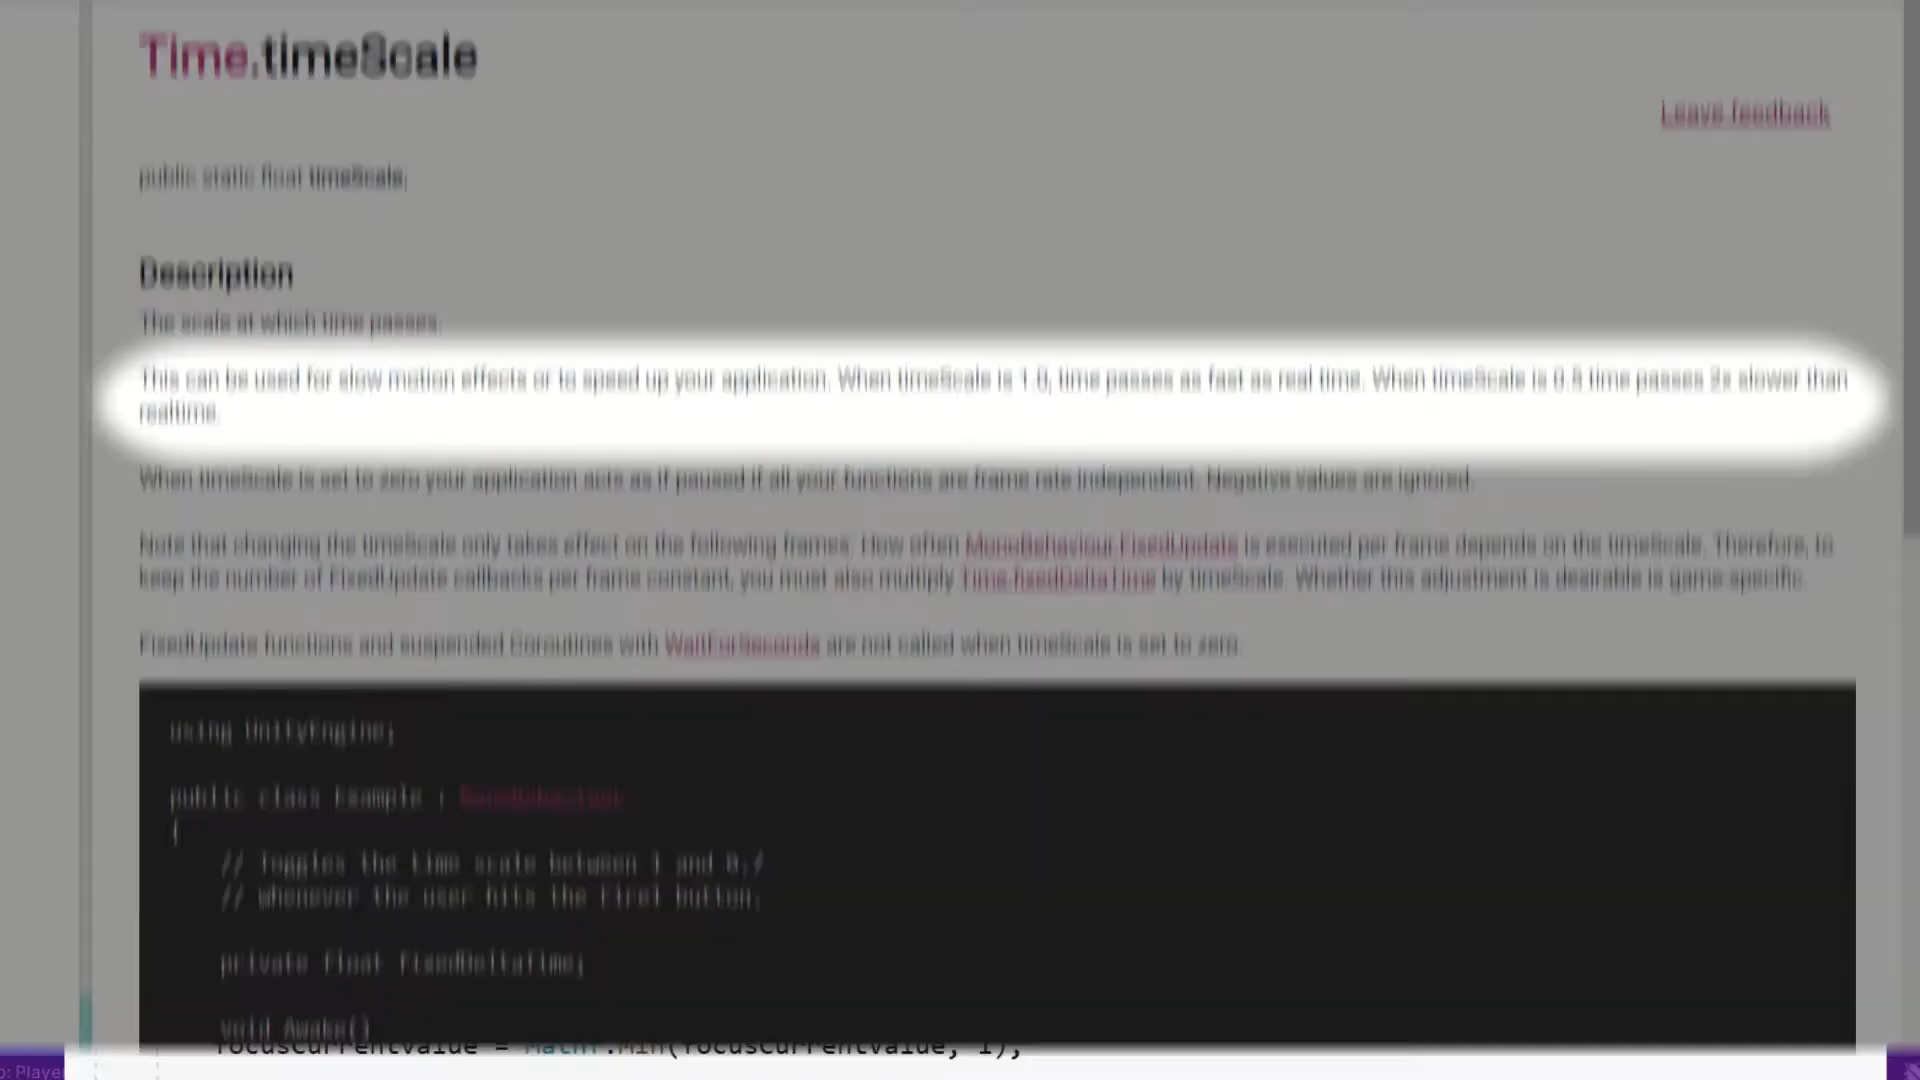 Time.timeScale
Leave feedback
public static float timeScale;
Description
The scale at which time passes.
This can be used for slow motion effects or to speed up your application. When timeScale is 1.0, time passes as fast as real time. When timeScale is 0.5 time passes 2x slower than
realtime.
When timeScale is set to zero your application acts as if paused if all your functions are frame rate independent. Negative values are ignored.
Note that changing the timeScale only takes effect on the following frames. How often MonoBehaviour.FixedUpdate is executed per frame depends on the timeScale. Therefore, to
keep the number of FixedUpdate callbacks per frame constant, you must also multiply Time.fixedDeltaTime by timeScale. Whether this adjustment is desirable is game specific.
FixedUpdate functions and suspended Coroutines with WaitForSeconds are not called when timeScale is set to zero.
using UnityEngine;
public class Example : MonoBehaviour
{
// Toggles the time scale between 1 and 0.7
// whenever the user hits the Fire1 button.
private float fixedDeltaTime;
void Awake()
focusCurrentValue = Mathf.Min(focusCurrentValue, 1);
o: Player